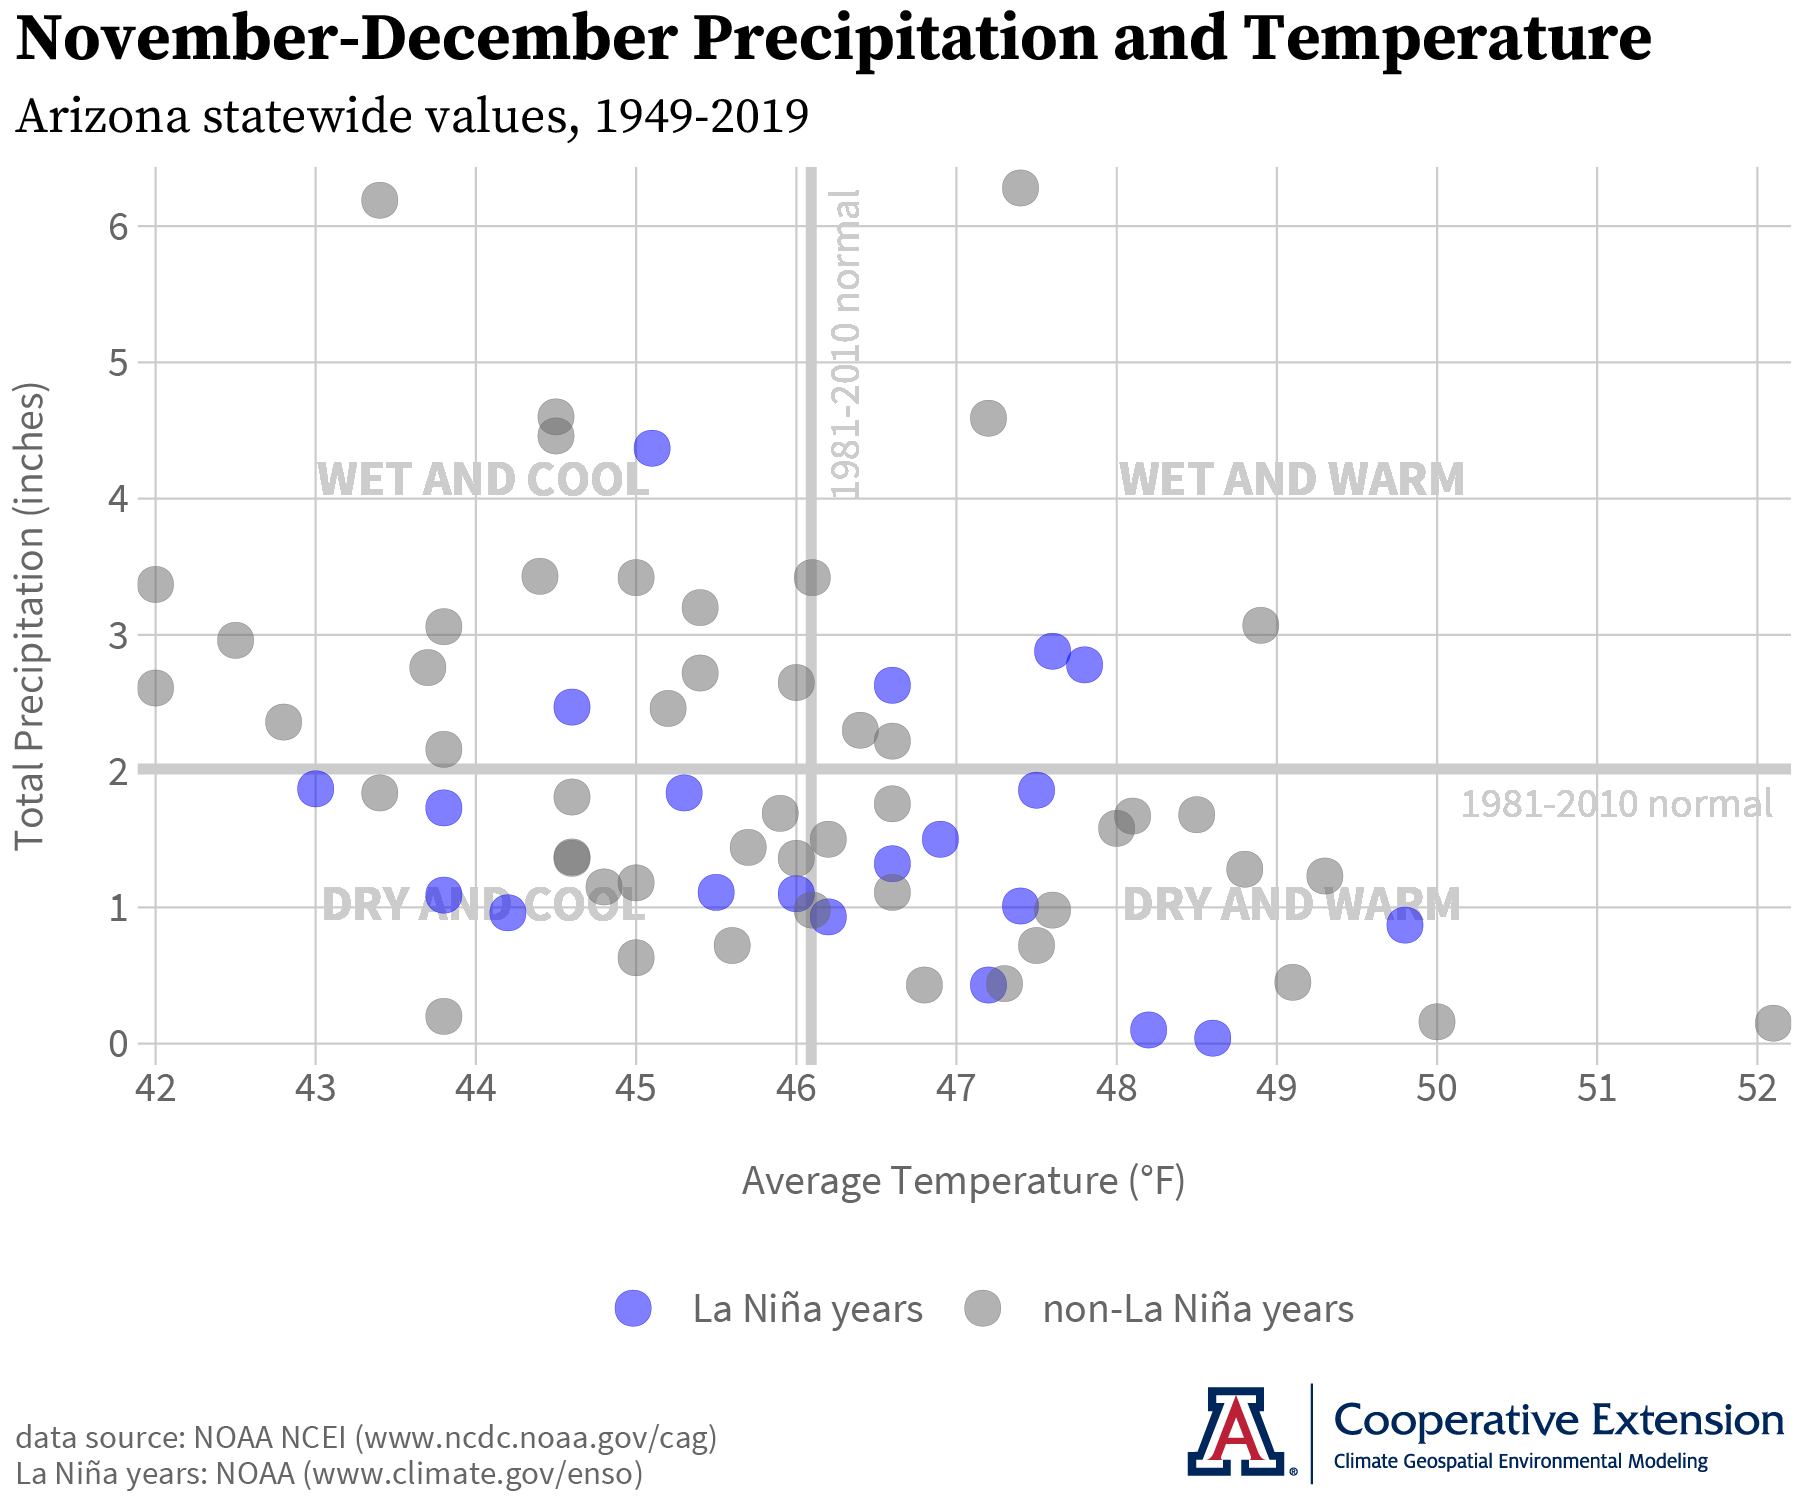 November-December Precipitation and Temperature
Arizona statewide values, 1949-2019
Total Precipitation (inches)
6
5
4
3
2
1
0
1981-2010 normal
WET AND COOL
WET AND WARM
1981-2010 normal
DRY AND COOL
DRY AND WARM
42 43 44 45 46 47 48 49 50 51 52
Average Temperature (°F)
La Niña years non-La Niña years
data source: NOAA NCEI (www.ncdc.noaa.gov/cag)
La Niña years: NOAA (www.climate.gov/enso)
A ®
Cooperative Extension
Climate Geospatial Environmental Modeling